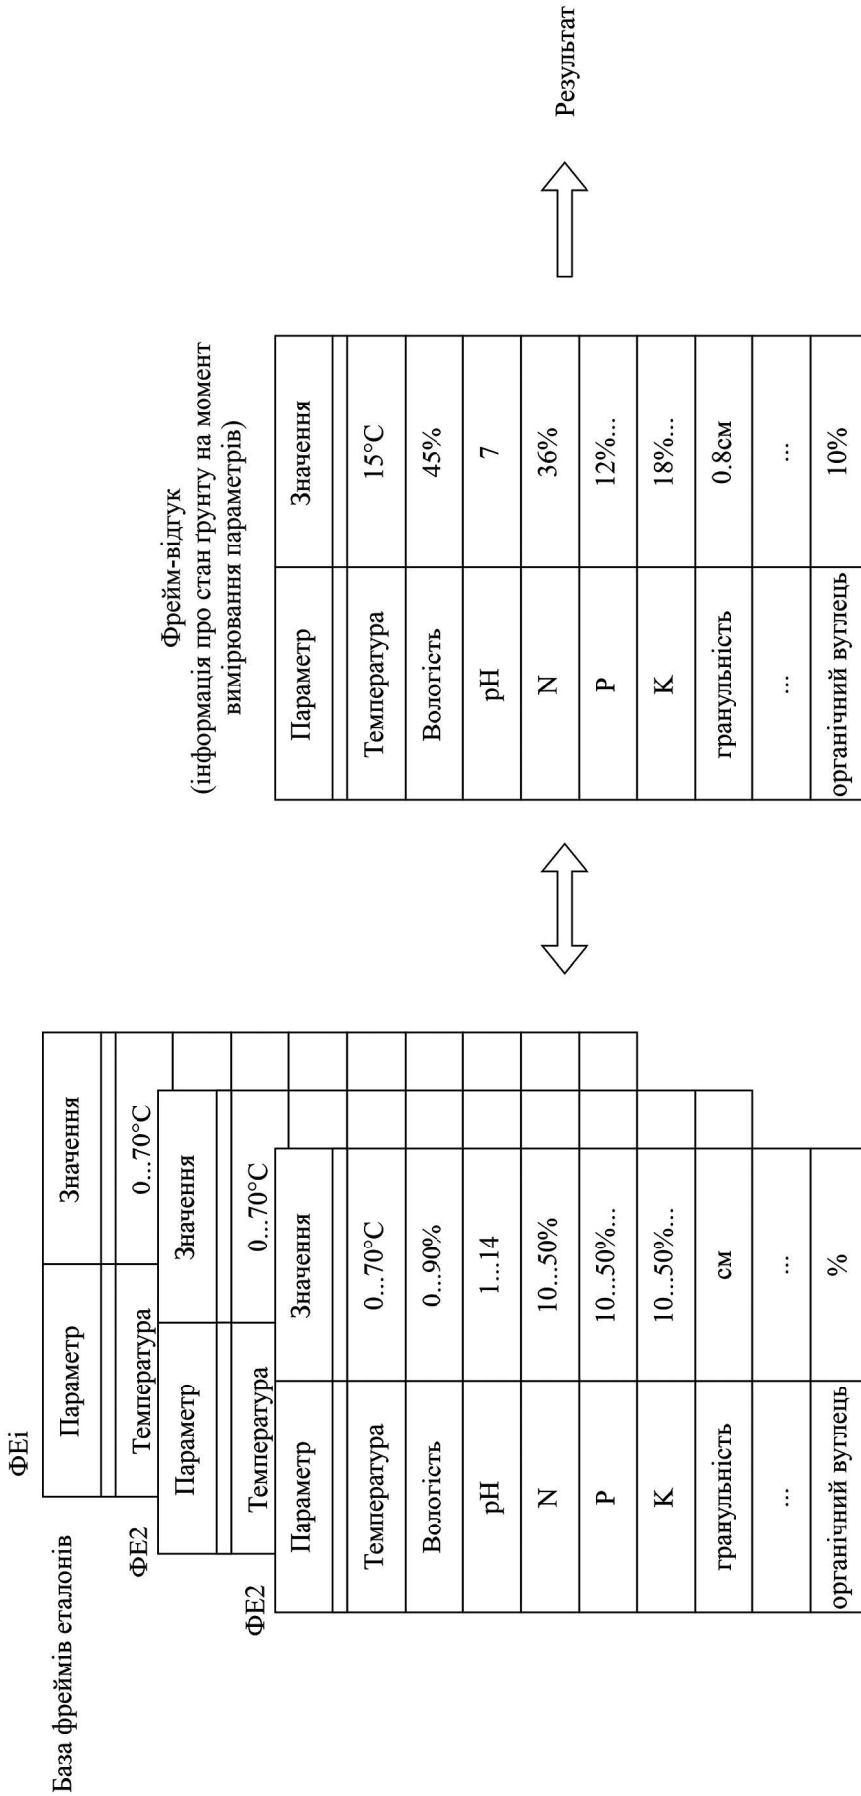 База фреймів еталонів
ФЕі
Параметр Значення
Температура 0...70°C
ФЕ2
Параметр Значення
Температура 0...70°C
ФЕ2
Параметр Значення
Температура 0...70°C
Вологість 0...90%
pH 1...14
N 10...50%
P 10...50%...
K 10...50%...
гранульність см
... ...
органічний вуглець %
Фрейм-відгук
(інформація про стан грунту на момент
вимірювання параметрів)
Параметр Значення
Температура 15°C
Вологість 45%
pH 7
N 36%
P 12%...
K 18%...
гранульність 0.8см
... ...
органічний вуглець 10%
Результат